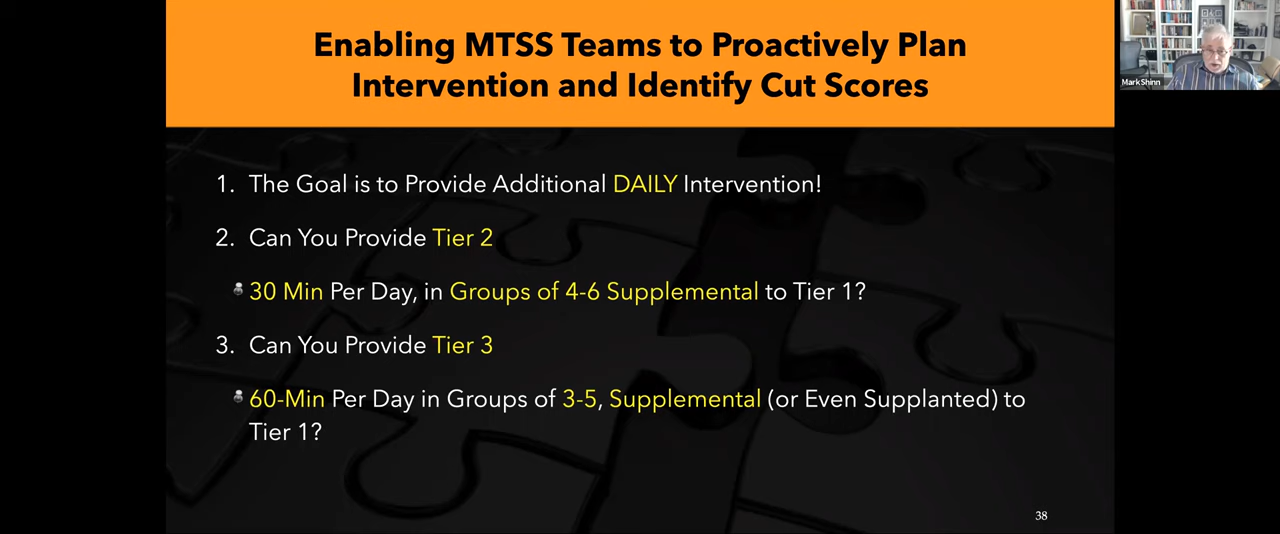 Enabling MTSS Teams to Proactively Plan
Intervention and Identify Cut Scores
Mark Shinn
1. The Goal is to Provide Additional DAILY Intervention!
2. Can You Provide Tier 2
30 Min Per Day, in Groups of 4-6 Supplemental to Tier 1?
3. Can You Provide Tier 3
60-Min Per Day in Groups of 3-5, Supplemental (or Even Supplanted) to
Tier 1?
38